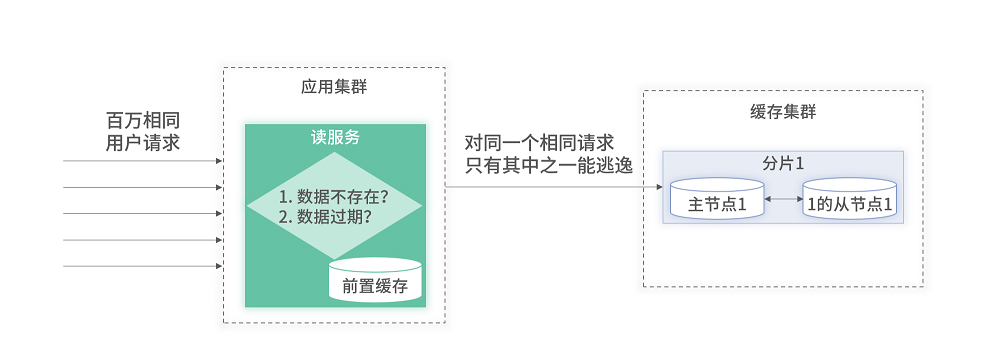 百万相同
用户请求
应用集群
读服务
1. 数据不存在?
2. 数据过期?
前置缓存
对同一个相同请求
只有其中之一能逃逸
缓存集群
分片1
主节点1
1的从节点1